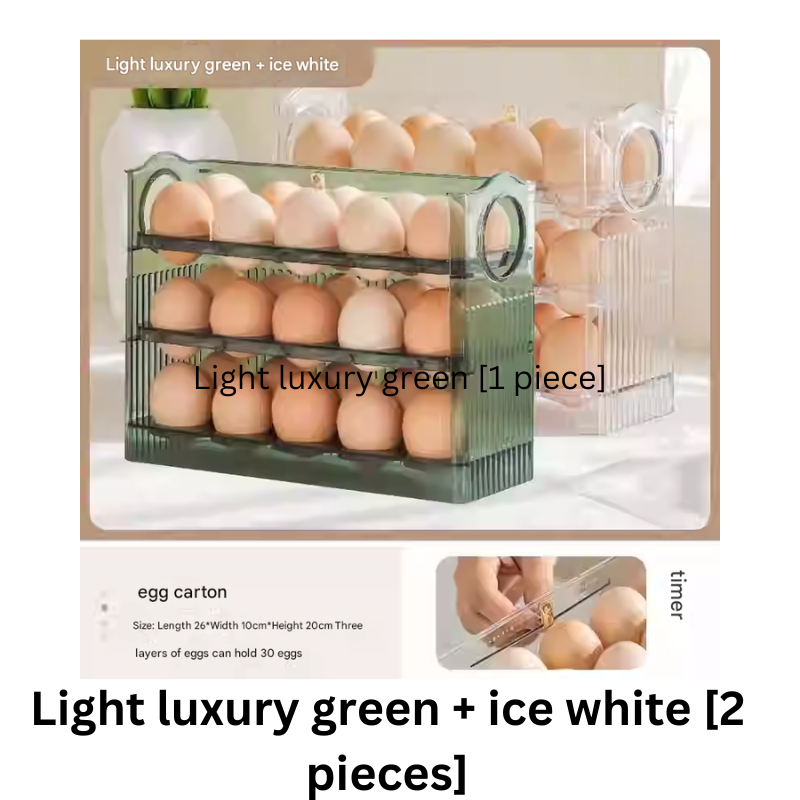 Light luxury green + ice white
Light luxury green [1 piece]
egg carton
Size: Length 26*Width 10cm*Height 20cm Three
layers of eggs can hold 30 eggs
timer
Light luxury green + ice white [2
pieces]